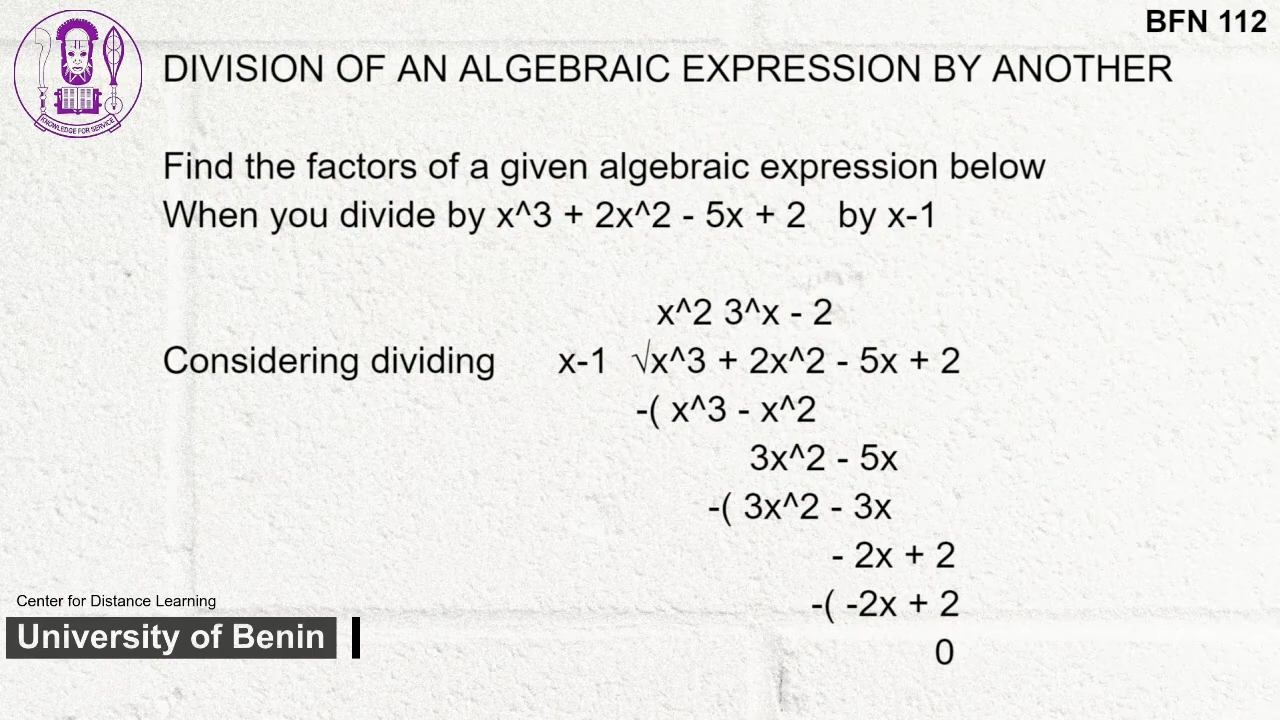 BFN 112
KNOWLEDGE FOR SERVICE
DIVISION OF AN ALGEBRAIC EXPRESSION BY ANOTHER
Find the factors of a given algebraic expression below
When you divide by x^3 + 2x^2 - 5x + 2 by x-1
x^2 3^x - 2
Considering dividing x-1 √x^3 + 2x^2 - 5x + 2
-( x^3 - x^2
3x^2 - 5x
-( 3x^2 - 3x
- 2x + 2
-( -2x + 2
0
Center for Distance Learning
University of Benin